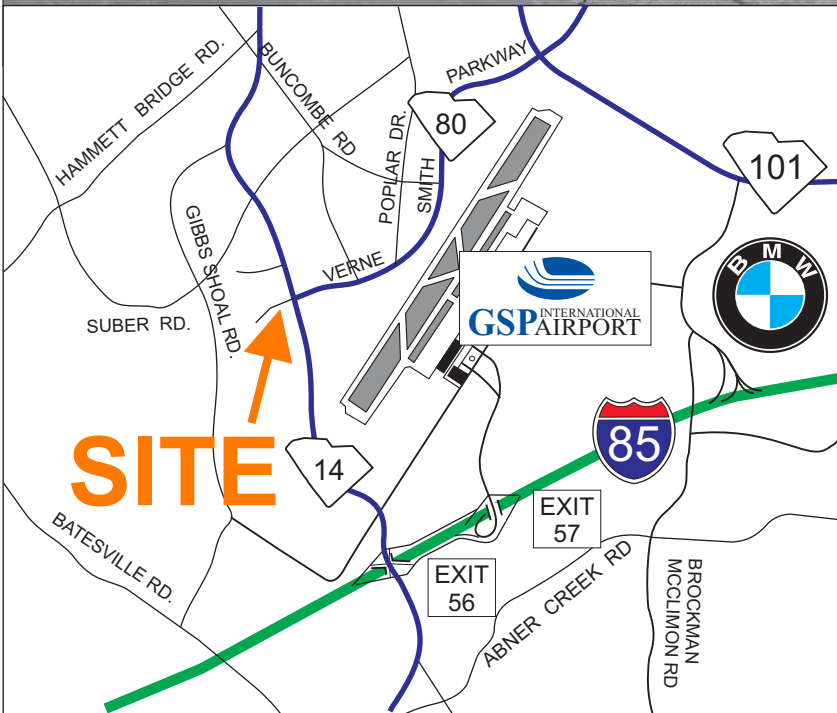 HAMMETT BRIDGE RD.
BUNCOMBE RD
PARKWAY
80
POPLAR DR.
SMITH
101
GIBBS SHOAL RD.
VERNE
SUBER RD.
GSP INTERNATIONAL
AIRPORT
BMW
SITE
14
85
BATESVILLE RD.
EXIT
57
EXIT
56
ABNER CREEK RD
BROCKMAN
MCCLIMON RD